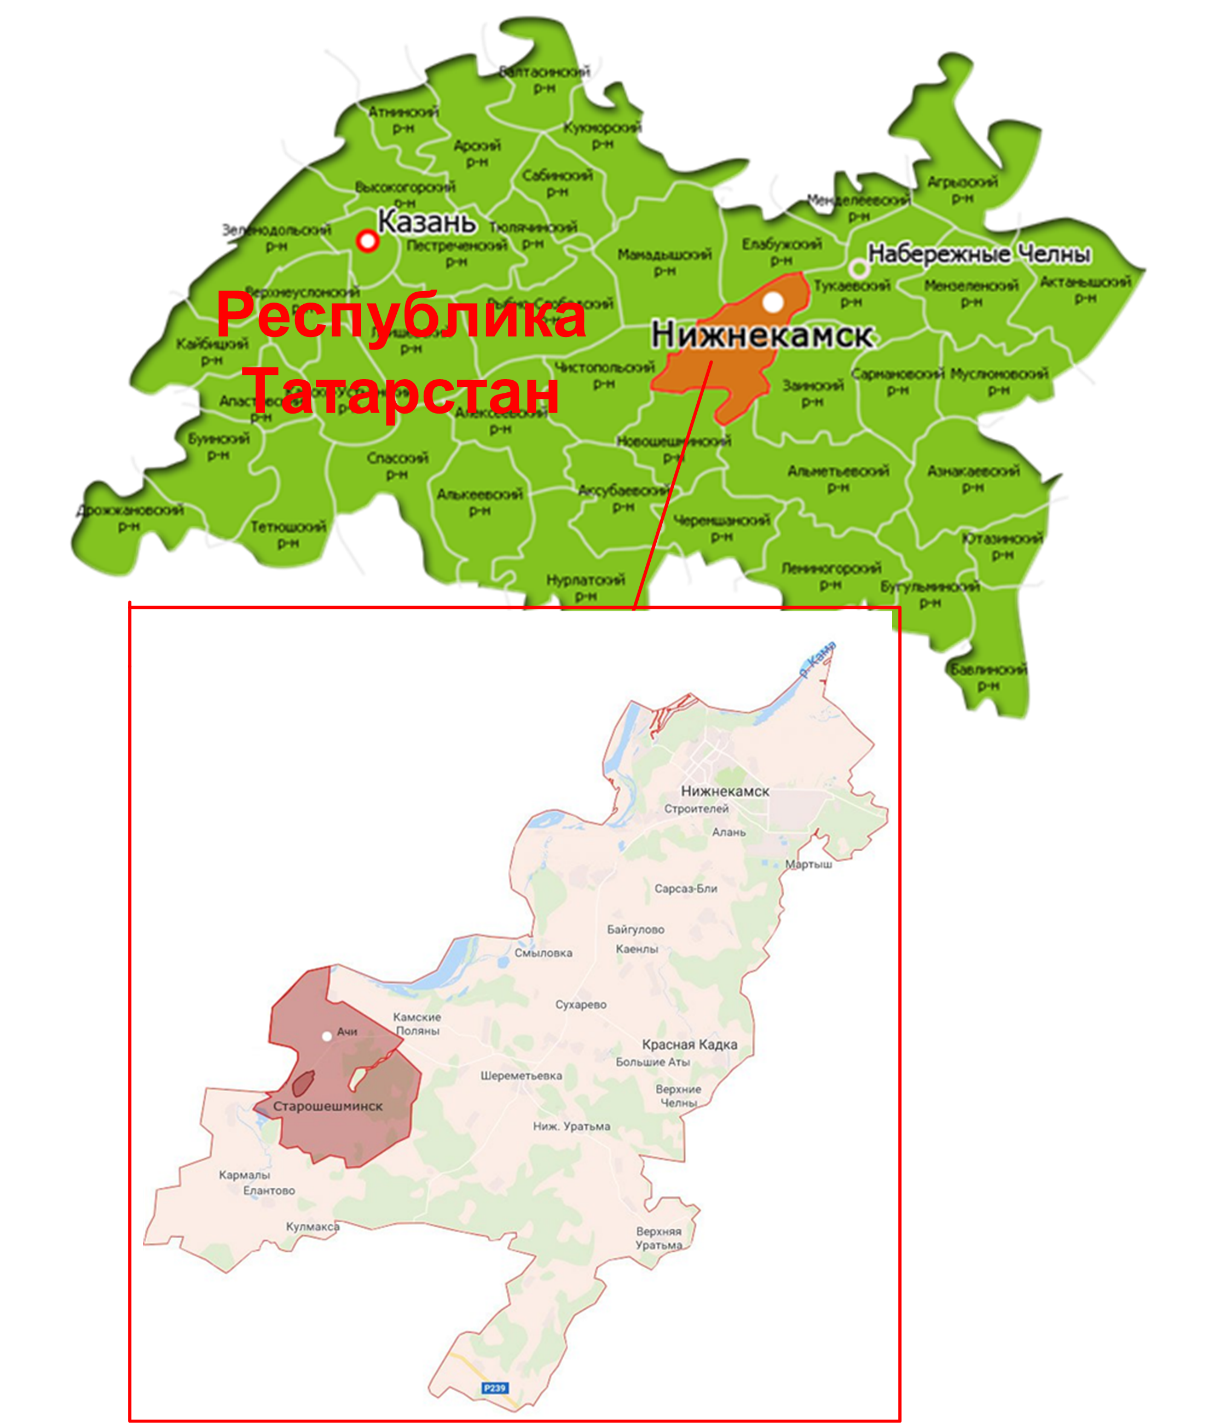 Балтасинский
р-н
Атнинский
р-н
Кукморский
р-н
Арский
р-н
Сабинский
р-н
Агрызский
р-н
Высокогорский
Менделеевский
р-н
Казань
Зеленодольский
р-н
Тюлячинский
р-н
Пестреченский
р-н
Мамадышский
р-н
Елабужский
р-н
Набережные Челны
Тукаевский
р-н
Мензелинский
р-н
Актанышский
р-н
Верхнеуслонский
Республика
Татарстан
Нижнекамск
Кайбицкий
р-н
Чистопольский
р-н
Заинский
р-н
Сармановский
р-н
Муслюмовский
р-н
р-н
Алексеевский
р-н
Буинский
р-н
Спасский
р-н
Новошешминский
р-н
Альметьевский
р-н
Азнакаевский
р-н
Алькеевский
р-н
Аксубаевский
р-н
Дрожжановский
р-н
Тетюшский
р-н
Черемшанский
р-н
Ютазинский
р-н
Лениногорский
р-н
Нурлатский
р-н
Бугульминский
р-н
Бавлинский
р-н
р. Кама
Нижнекамск
Строителей
Алань
Мартыш
Сарсаз-Бли
Байгулово
Каенлы
Смыловка
Сухарево
Камские
Поляны
Ачи
Красная Кадка
Большие Аты
Шереметьевка
Верхние
Челны
Старошешминск
Ниж. Уратьма
Кармалы
Елантово
Кулмакса
Верхняя
Уратьма
Р239